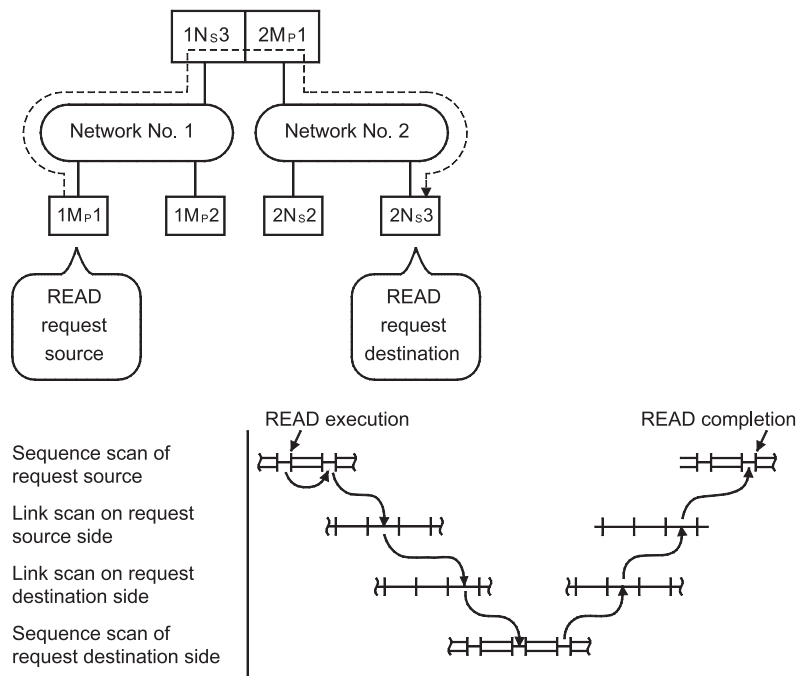 1Ns3 2Mp1
Network No. 1 Network No. 2
1Mp1 1Mp2 2Ns2 2Ns3
READ
request
source
READ
request
destination
READ execution READ completion
Sequence scan of
request source
Link scan on request
source side
Link scan on request
destination side
Sequence scan of
request destination side